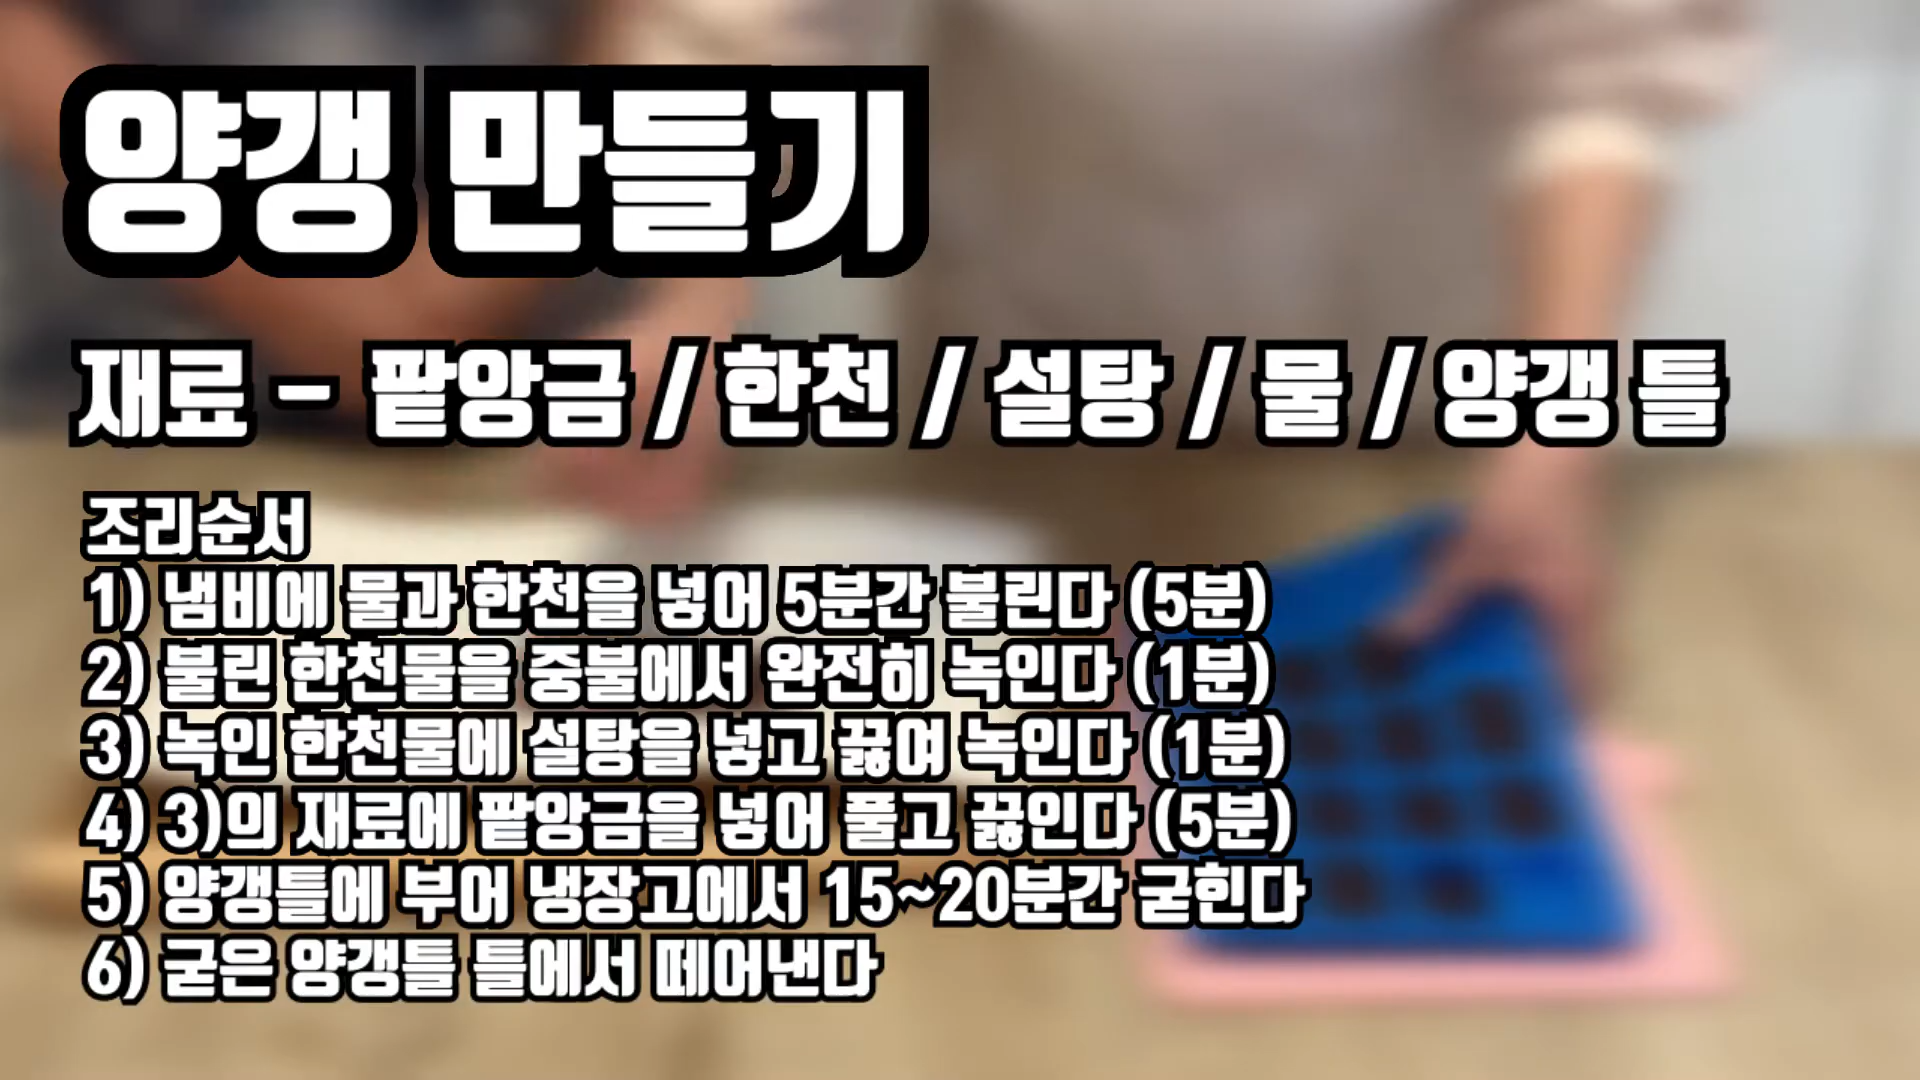 양갱 만들기
재료 - 팥앙금 / 한천 / 설탕 / 물 / 양갱 틀
조리순서
1) 냄비에 물과 한천을 넣어 5분간 불린다 (5분)
2) 불린 한천물을 중불에서 완전히 녹인다 (1분)
3) 녹인 한천물에 설탕을 넣고 끓여 녹인다 (1분)
4) 3)의 재료에 팥앙금을 넣어 풀고 끓인다 (5분)
5) 양갱틀에 부어 냉장고에서 15~20분간 굳힌다
6) 굳은 양갱틀 틀에서 떼어낸다